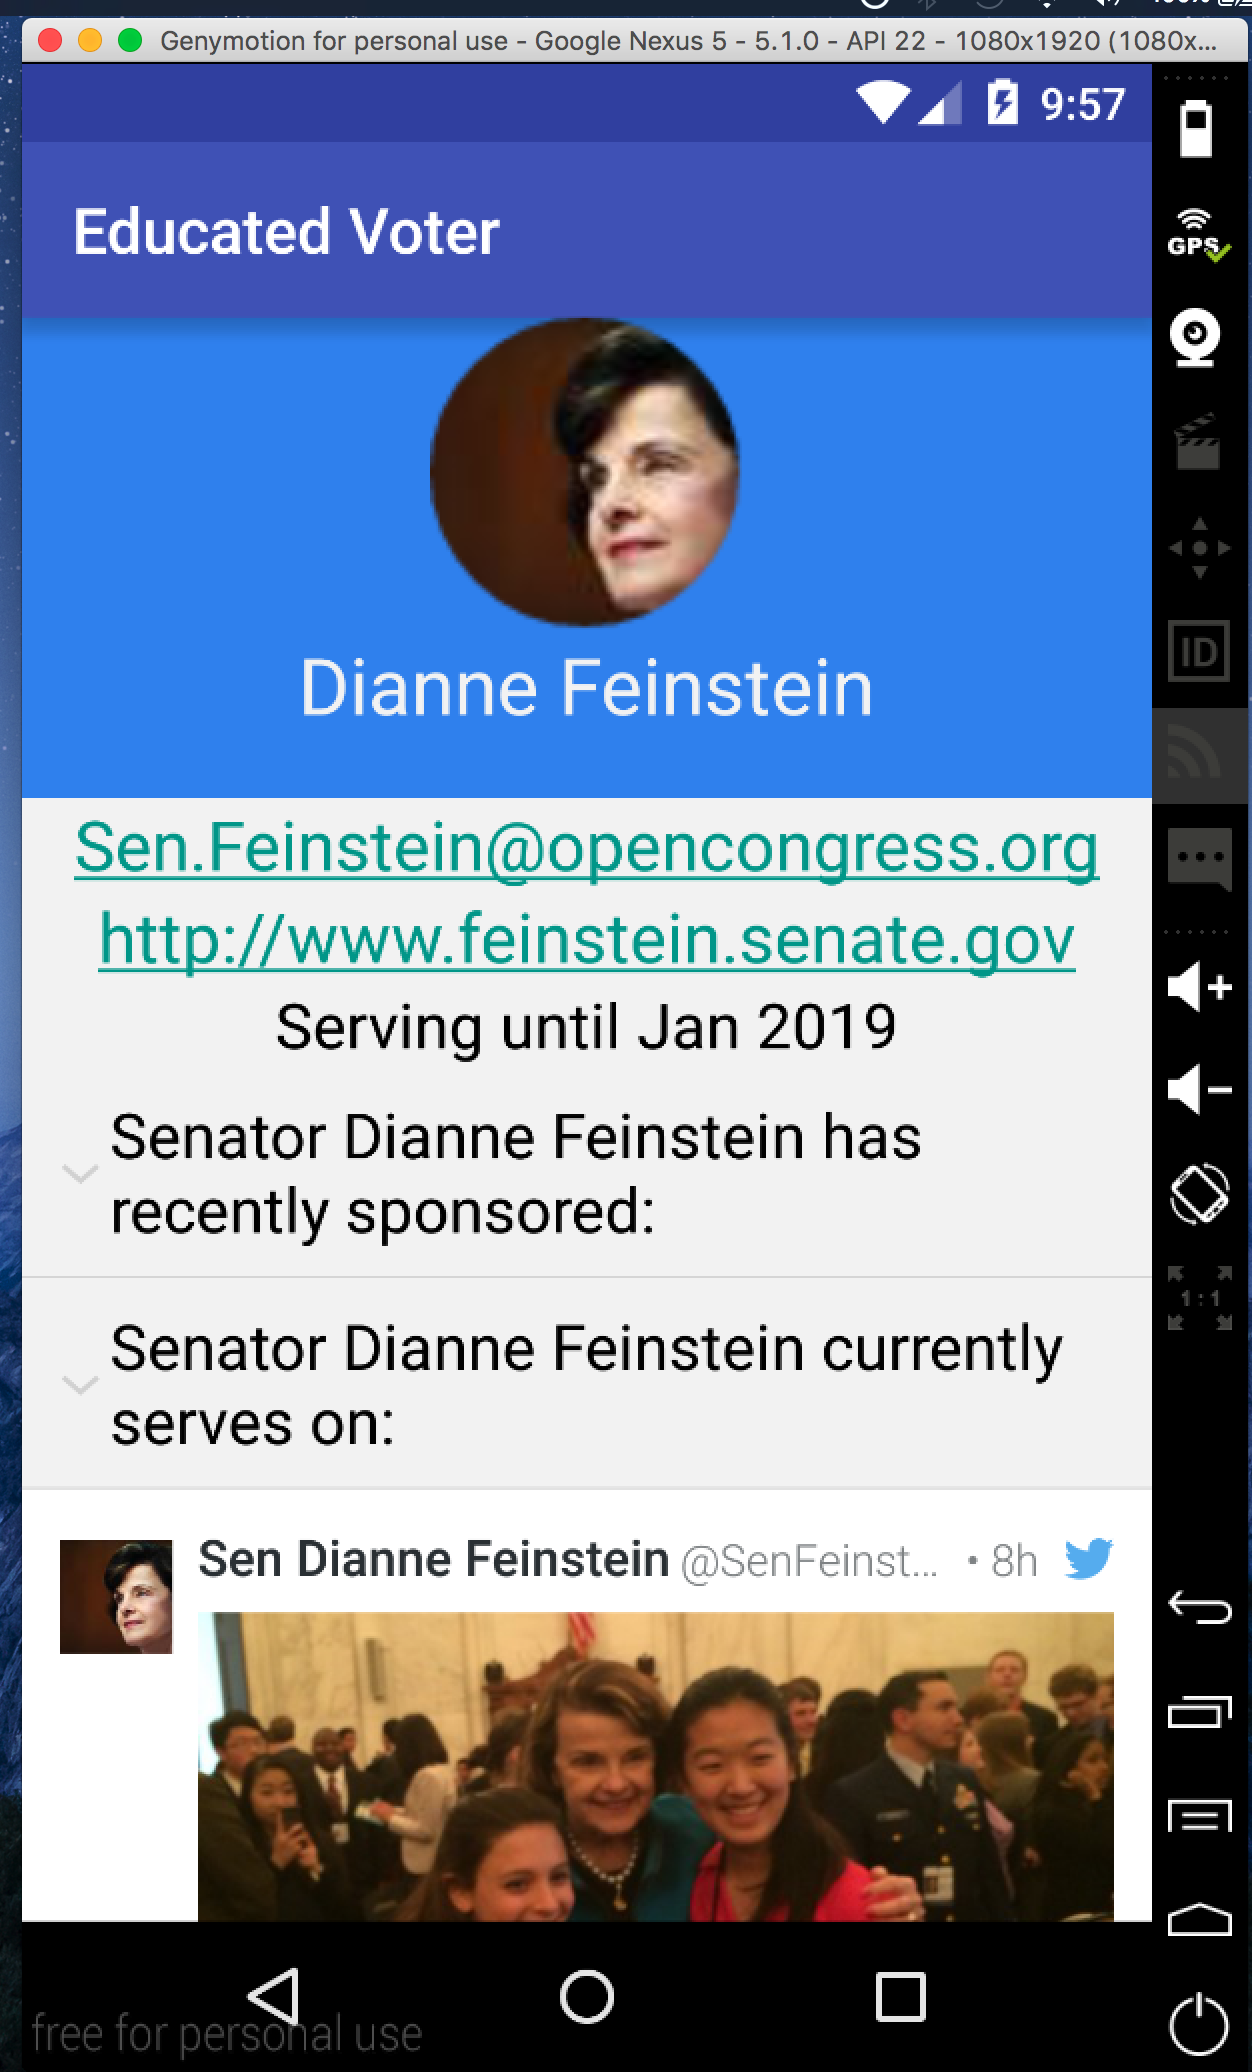 Genymotion for personal use - Google Nexus 5 - 5.1.0 - API 22 - 1080x1920 (1080x...
9:57
GPS
Educated Voter
Dianne Feinstein
ID
Sen.Feinstein@opencongress.org
http://www.feinstein.senate.gov
Serving until Jan 2019
Senator Dianne Feinstein has
recently sponsored:
1:1
Senator Dianne Feinstein currently
serves on:
Sen Dianne Feinstein @SenFeinst... • 8h
free for personal use